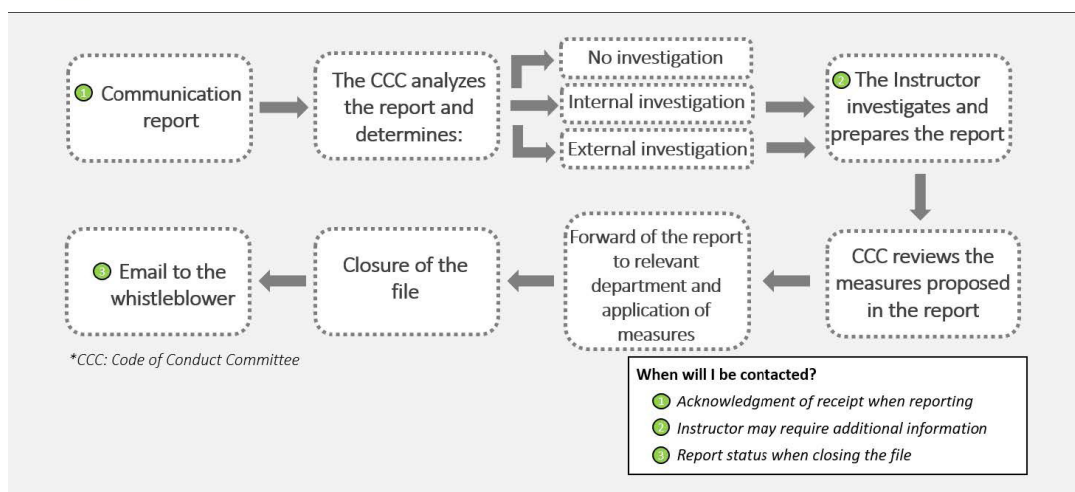 1 Communication
report
The CCC analyzes
the report and
determines:
No investigation
Internal investigation
External investigation
2 The Instructor
investigates and
prepares the report
CCC reviews the
measures proposed
in the report
Forward of the report
to relevant
department and
application of
measures
Closure of the
file
3 Email to the
whistleblower
*CCC: Code of Conduct Committee
When will I be contacted?
1 Acknowledgment of receipt when reporting
2 Instructor may require additional information
3 Report status when closing the file